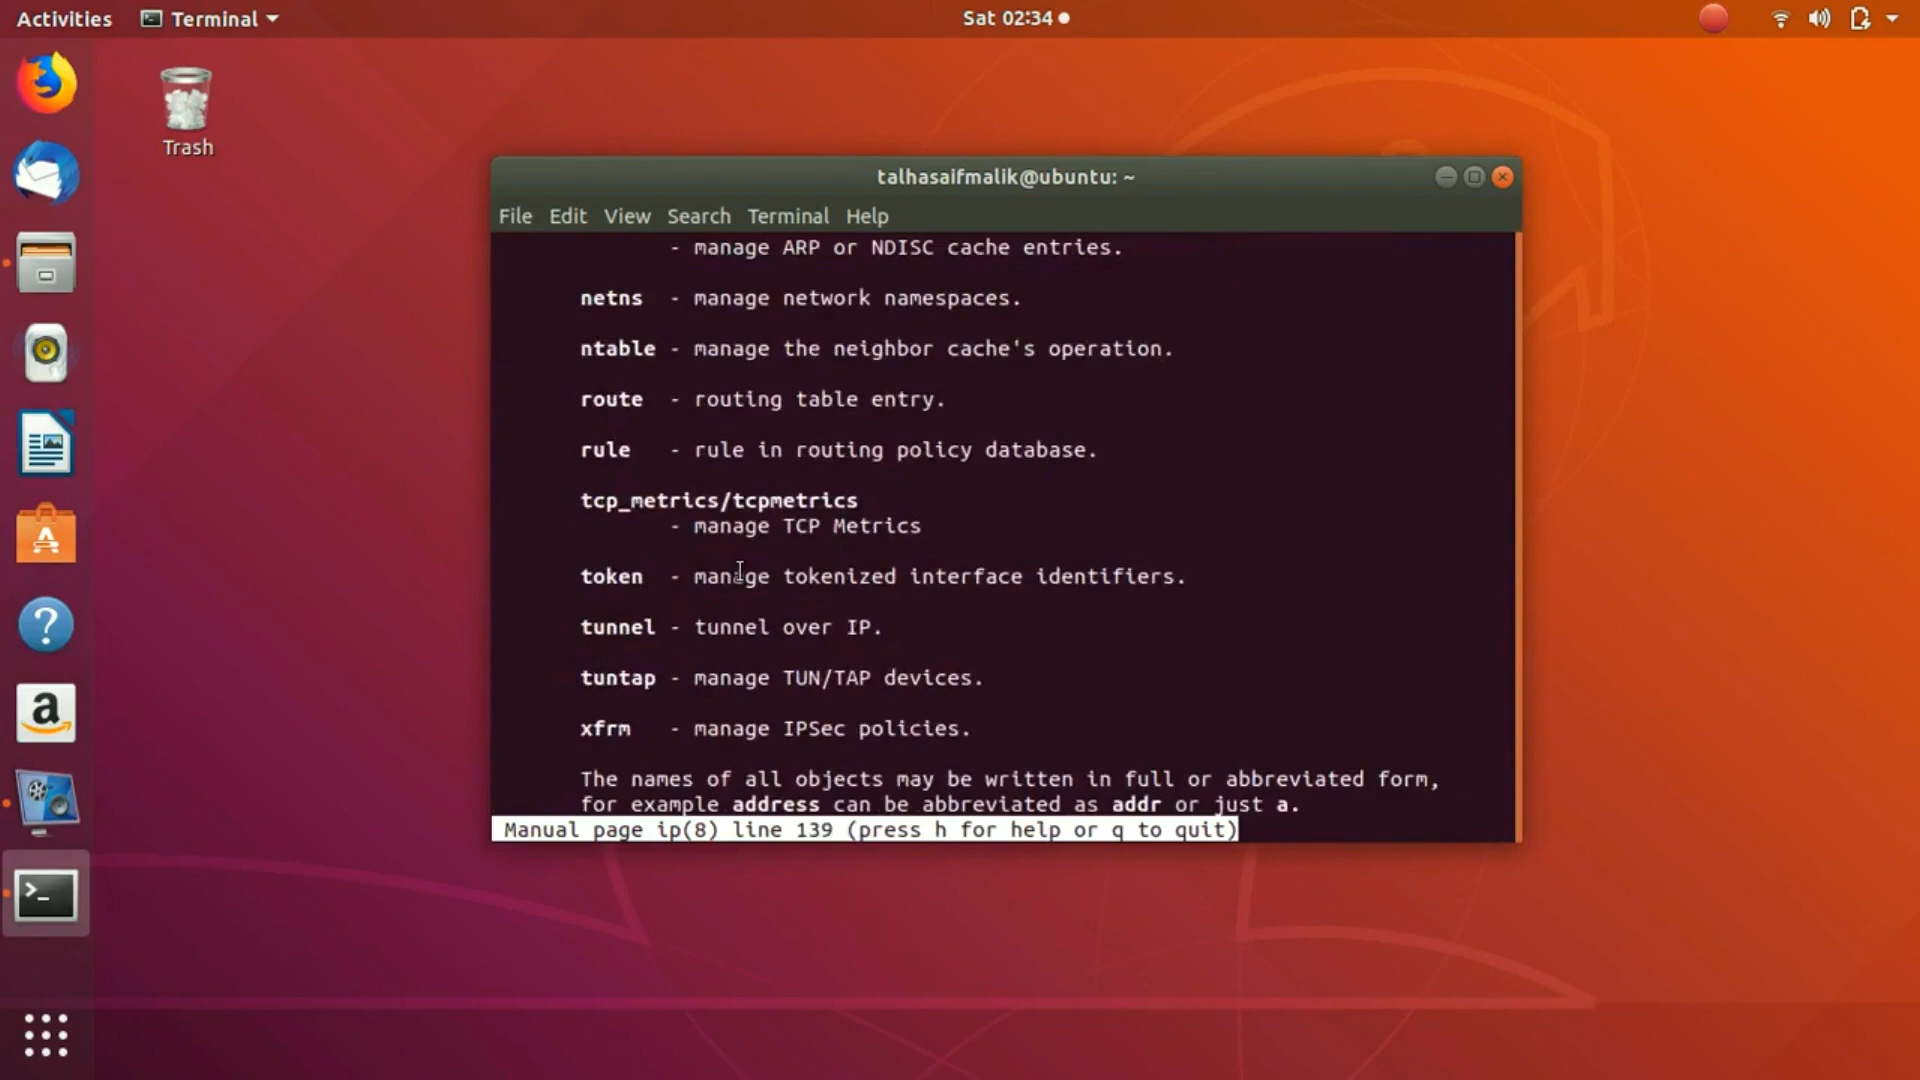 Activities Terminal Sat 02:34
Trash
talhasaifmalik@ubuntu: ~
File Edit View Search Terminal Help
- manage ARP or NDISC cache entries.
netns - manage network namespaces.
ntable - manage the neighbor cache's operation.
route - routing table entry.
rule - rule in routing policy database.
tcp_metrics/tcpmetrics
- manage TCP Metrics
token - manage tokenized interface identifiers.
tunnel - tunnel over IP.
tuntap - manage TUN/TAP devices.
xfrm - manage IPSec policies.
The names of all objects may be written in full or abbreviated form,
for example address can be abbreviated as addr or just a.
Manual page ip(8) line 139 (press h for help or q to quit)